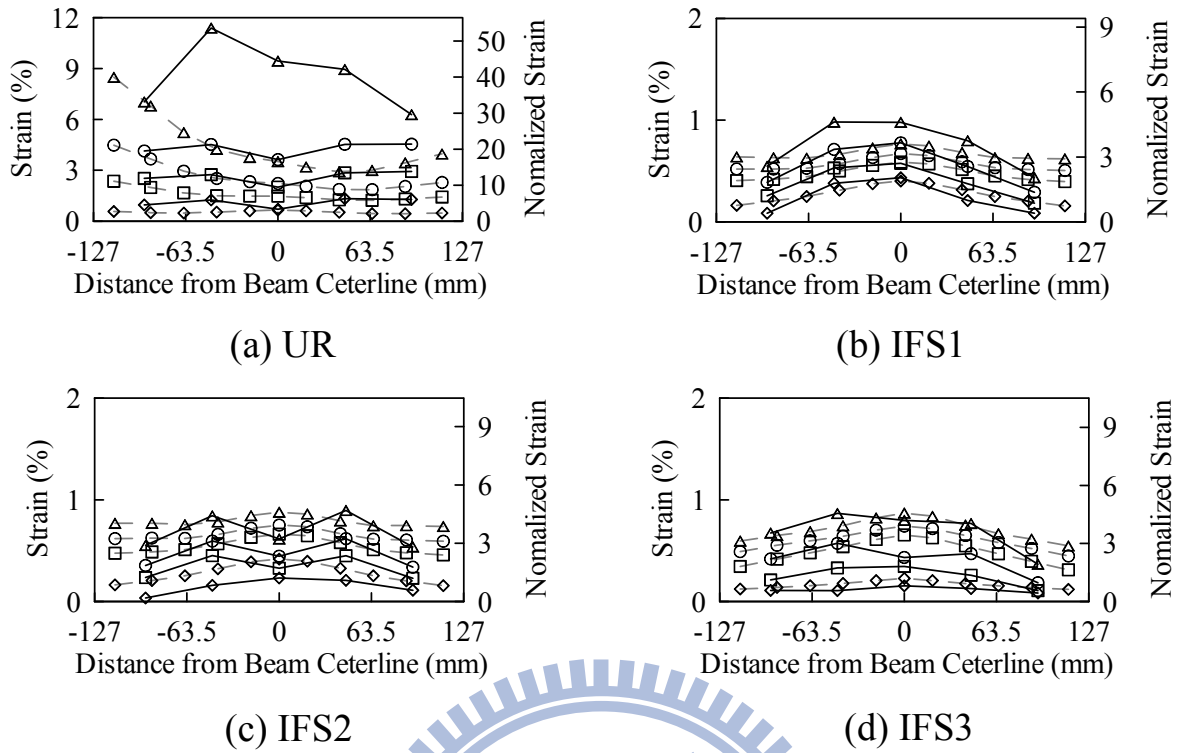 12
9
6
3
0
Strain (%)
50
40
30
20
10
0
Nomalized Strain
-127 -63.5 0 63.5 127
Distance from Beam Ceterline (mm)
(a) UR
2
1
0
Strain (%)
9
6
3
0
Nomalized Strain
-127 -63.5 0 63.5 127
Distance from Beam Ceterline (mm)
(b) IFS1
2
1
0
Strain (%)
9
6
3
0
Nomalized Strain
-127 -63.5 0 63.5 127
Distance from Beam Ceterline (mm)
(c) IFS2
2
1
0
Strain (%)
9
6
3
0
Nomalized Strain
-127 -63.5 0 63.5 127
Distance from Beam Ceterline (mm)
(d) IFS3